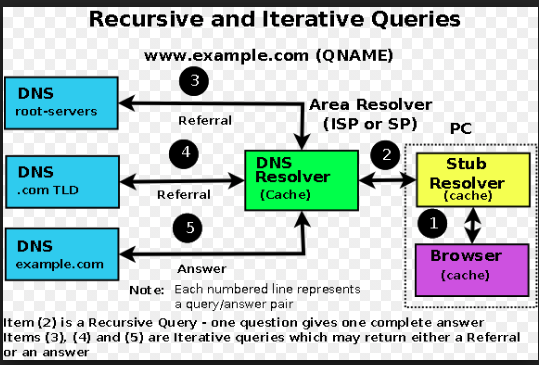 Recursive and Iterative Queries
www.example.com (QNAME)
3
DNS
root-servers
Referral
Area Resolver
(ISP or SP)
PC
4
DNS
.com TLD
Referral
DNS
Resolver
(Cache)
2
Stub
Resolver
(cache)
1
5
DNS
example.com
Answer
Browser
(cache)
Note: Each numbered line represents
a query/answer pair
Item (2) is a Recursive Query - one question gives one complete answer
Items (3), (4) and (5) are Iterative queries which may return either a Referral
or an answer